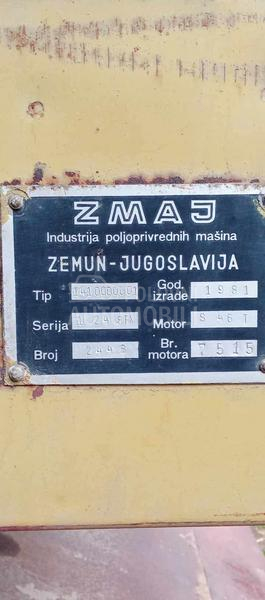 ZMAJ
Industrija poljoprivrednih mašina
ZEMUN-JUGOSLAVIJA
Tip God. izrade 1981
Serija Motor S 46 T
Broj Br. motora 7515